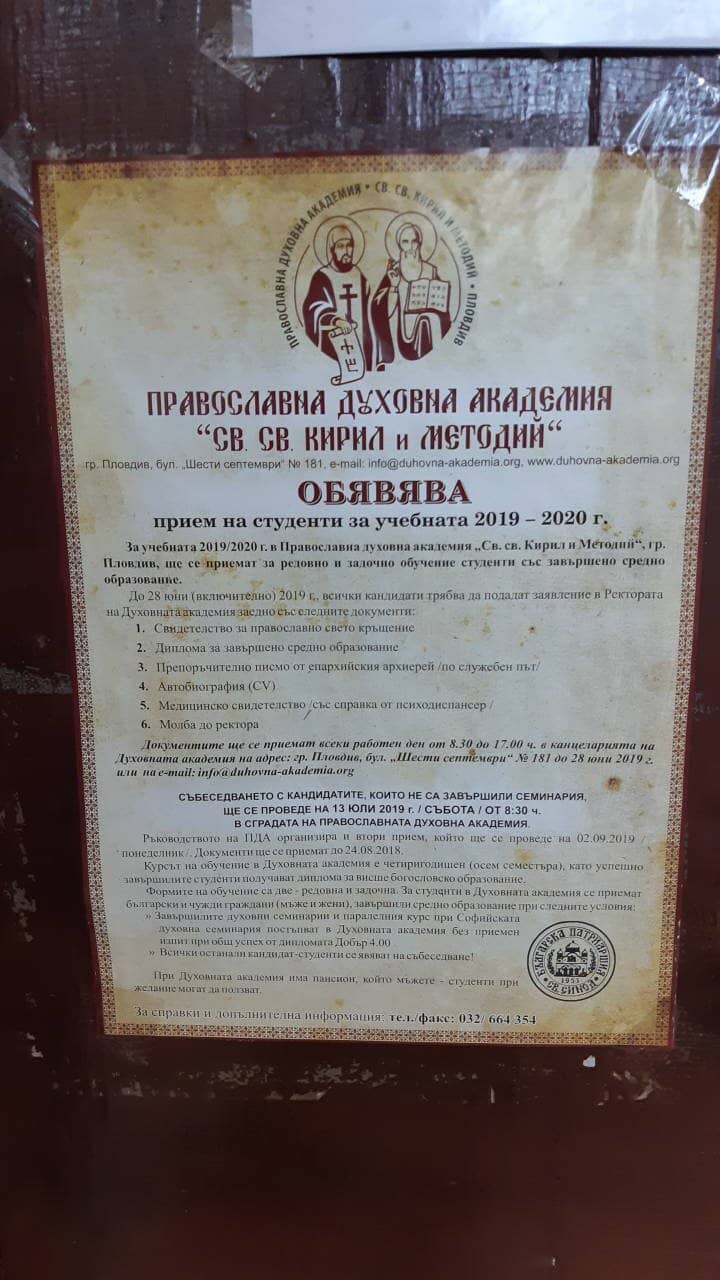 ПРАВОСЛАВНА ДУХОВНА АКАДЕМИЯ • СВ. СВ. КИРИЛ И МЕТОДИЙ • ПЛОВДИВ
ПРАВОСЛАВНА ДУХОВНА АКАДЕМИЯ
“СВ. СВ. КИРИЛ и МЕТОДИЙ“
гр. Пловдив, бул. „Шести септември“ № 181, e-mail: info@duhovna-akademia.org, www.duhovna-akademia.org
ОБЯВЯВА
прием на студенти за учебната 2019 – 2020 г.
За учебната 2019/2020 г. в Православна духовна академия „Св. св. Кирил и Методий“, гр.
Пловдив, ще се приемат за редовно и задочно обучение студенти със завършено средно
образование.
До 28 юни (включително) 2019 г., всички кандидати трябва да подадат заявление в Ректората
на Духовната академия заедно със следните документи:
1. Свидетелство за православно свето кръщение
2. Диплома за завършено средно образование
3. Препоръчително писмо от епархийския архиерей /по служебен път/
4. Автобиография (CV)
5. Медицинско свидетелство /със справка от психодиспансер /
6. Молба до ректора
Документите ще се приемат всеки работен ден от 8.30 до 17.00 ч. в канцеларията на
Духовната академия на адрес: гр. Пловдив, бул. „Шести септември“ № 181 до 28 юни 2019 г.
или на e-mail: info@duhovna-akademia.org
СЪБЕСЕДВАНЕТО С КАНДИДАТИТЕ, КОИТО НЕ СА ЗАВЪРШИЛИ СЕМИНАРИЯ,
ЩЕ СЕ ПРОВЕДЕ НА 13 ЮЛИ 2019 г. / СЪБОТА / ОТ 8:30 ч.
В СГРАДАТА НА ПРАВОСЛАВНАТА ДУХОВНА АКАДЕМИЯ.
Ръководството на ПДА организира и втори прием, който ще се проведе на 02.09.2019 /
понеделник/. Документи ще се приемат до 24.08.2018.
Курсът на обучение в Духовната академия е четиригодишен (осем семестъра), като успешно
завършилите студенти получават диплома за висше богословско образование.
Формите на обучение са две - редовна и задочна. За студенти в Духовната академия се приемат
български и чужди граждани (мъже и жени), завършили средно образование при следните условия:
» Завършилите духовни семинарии и паралелния курс при Софийската
духовна семинария постъпват в Духовната академия без приемен
изпит при общ успех от дипломата Добър 4.00
» Всички останали кандидат-студенти се явяват на събеседване!
При Духовната академия има пансион, който мъжете - студенти при
желание могат да ползват.
БЪЛГАРСКА ПАТРИАРШИЯ
1953
• СВ. СИНОД •
За справки и допълнителна информация: тел./факс: 032/ 664 354